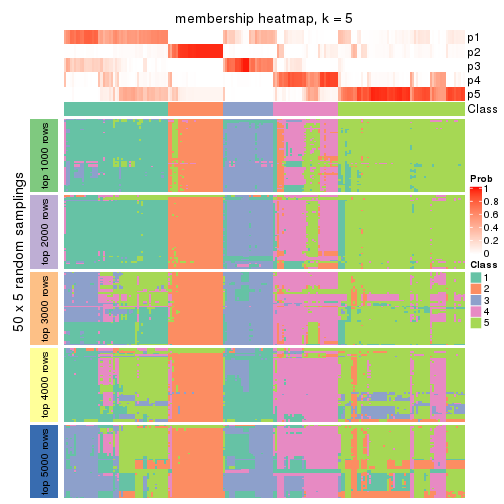 membership heatmap, k = 5
p1
p2
p3
p4
p5
Class
50 x 5 random samplings
top 1000 rows
top 2000 rows
top 3000 rows
top 4000 rows
top 5000 rows
Prob
1
0.8
0.6
0.4
0.2
0
Class
1
2
3
4
5